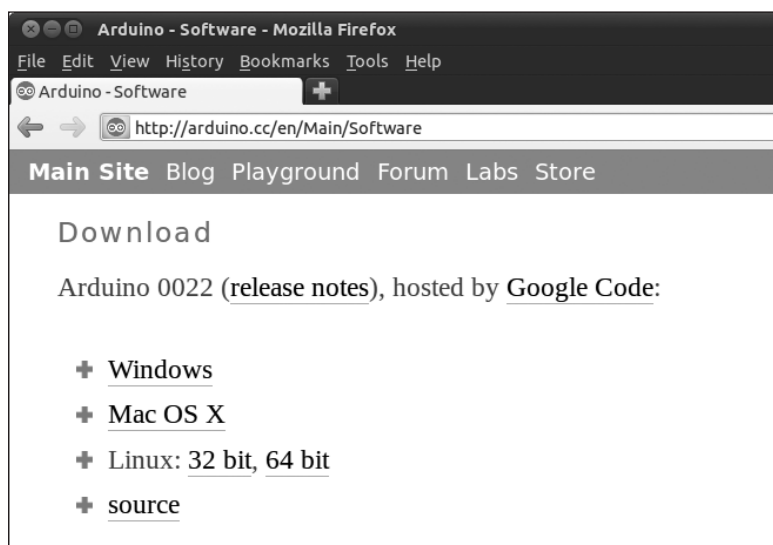 Arduino - Software - Mozilla Firefox
File Edit View History Bookmarks Tools Help
Arduino - Software
http://arduino.cc/en/Main/Software
Main Site Blog Playground Forum Labs Store
Download
Arduino 0022 (release notes), hosted by Google Code:
Windows
Mac OS X
Linux: 32 bit, 64 bit
source